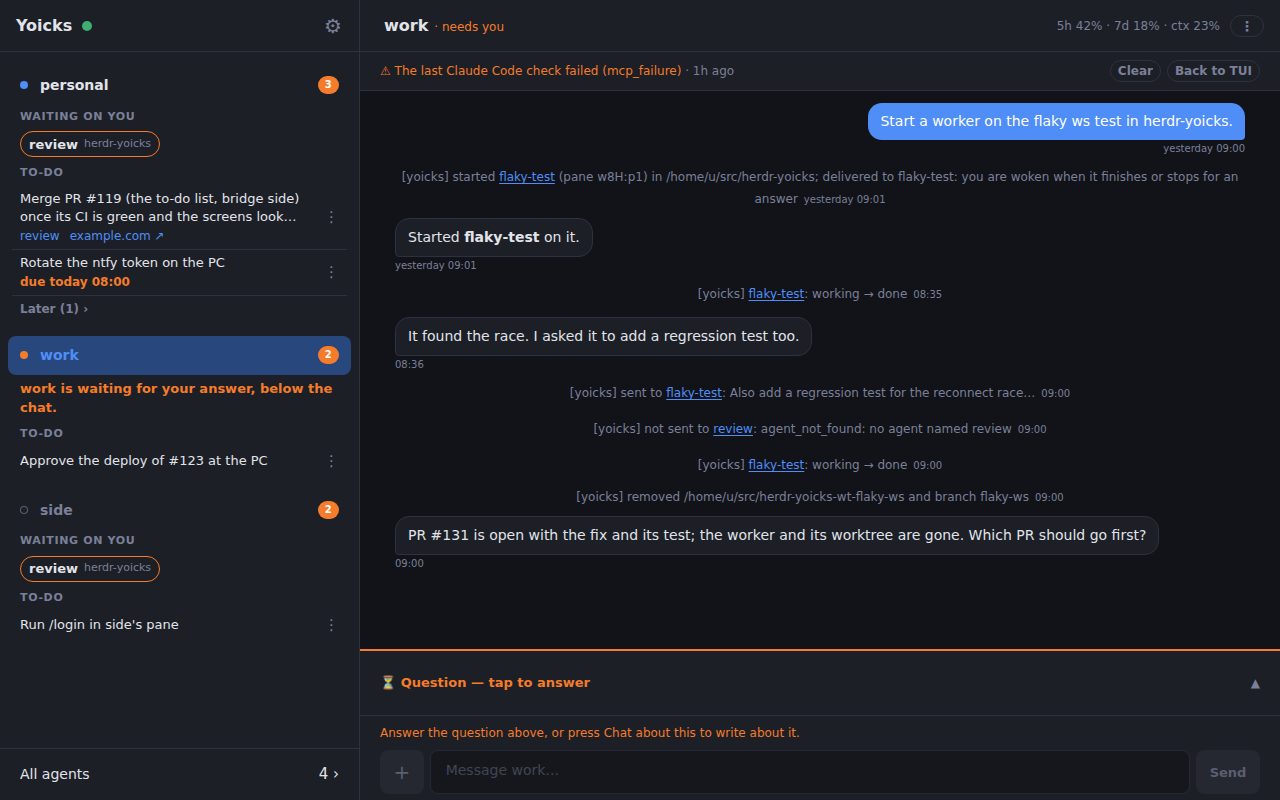 Yoicks
personal
3
WAITING ON YOU
review herdr-yoicks
TO-DO
Merge PR #119 (the to-do list, bridge side)
once its CI is green and the screens look…
review example.com ↗
Rotate the ntfy token on the PC
due today 08:00
Later (1) ›
work
2
work is waiting for your answer, below the
chat.
TO-DO
Approve the deploy of #123 at the PC
side
2
WAITING ON YOU
review herdr-yoicks
TO-DO
Run /login in side's pane
All agents
4 ›
work · needs you
5h 42% · 7d 18% · ctx 23%
⚠ The last Claude Code check failed (mcp_failure) · 1h ago
Clear
Back to TUI
Start a worker on the flaky ws test in herdr-yoicks.
yesterday 09:00
[yoicks] started flaky-test (pane w8H:p1) in /home/u/src/herdr-yoicks; delivered to flaky-test: you are woken when it finishes or stops for an
answer yesterday 09:01
Started flaky-test on it.
yesterday 09:01
[yoicks] flaky-test: working → done 08:35
It found the race. I asked it to add a regression test too.
08:36
[yoicks] sent to flaky-test: Also add a regression test for the reconnect race… 09:00
[yoicks] not sent to review: agent_not_found: no agent named review 09:00
[yoicks] flaky-test: working → done 09:00
[yoicks] removed /home/u/src/herdr-yoicks-wt-flaky-ws and branch flaky-ws 09:00
PR #131 is open with the fix and its test; the worker and its worktree are gone. Which PR should go first?
09:00
⏳ Question — tap to answer
▲
Answer the question above, or press Chat about this to write about it.
+
Message work…
Send